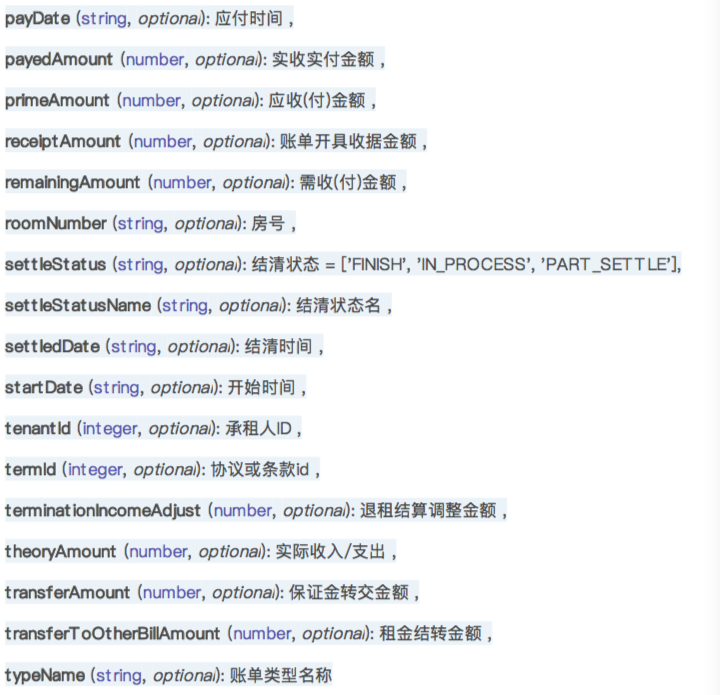 payDate (string, optional): 应付时间 ,
payedAmount (number, optional): 实收实付金额 ,
primeAmount (number, optional): 应收(付)金额 ,
receiptAmount (number, optional): 账单开具收据金额 ,
remainingAmount (number, optional): 需收(付)金额 ,
roomNumber (string, optional): 房号 ,
settleStatus (string, optional): 结清状态 = ['FINISH', 'IN_PROCESS', 'PART_SETTLE'],
settleStatusName (string, optional): 结清状态名 ,
settledDate (string, optional): 结清时间 ,
startDate (string, optional): 开始时间 ,
tenantId (integer, optional): 承租人ID ,
termId (integer, optional): 协议或条款id ,
terminationIncomeAdjust (number, optional): 退租结算调整金额 ,
theoryAmount (number, optional): 实际收入/支出 ,
transferAmount (number, optional): 保证金转交金额 ,
transferToOtherBillAmount (number, optional): 租金结转金额 ,
typeName (string, optional): 账单类型名称